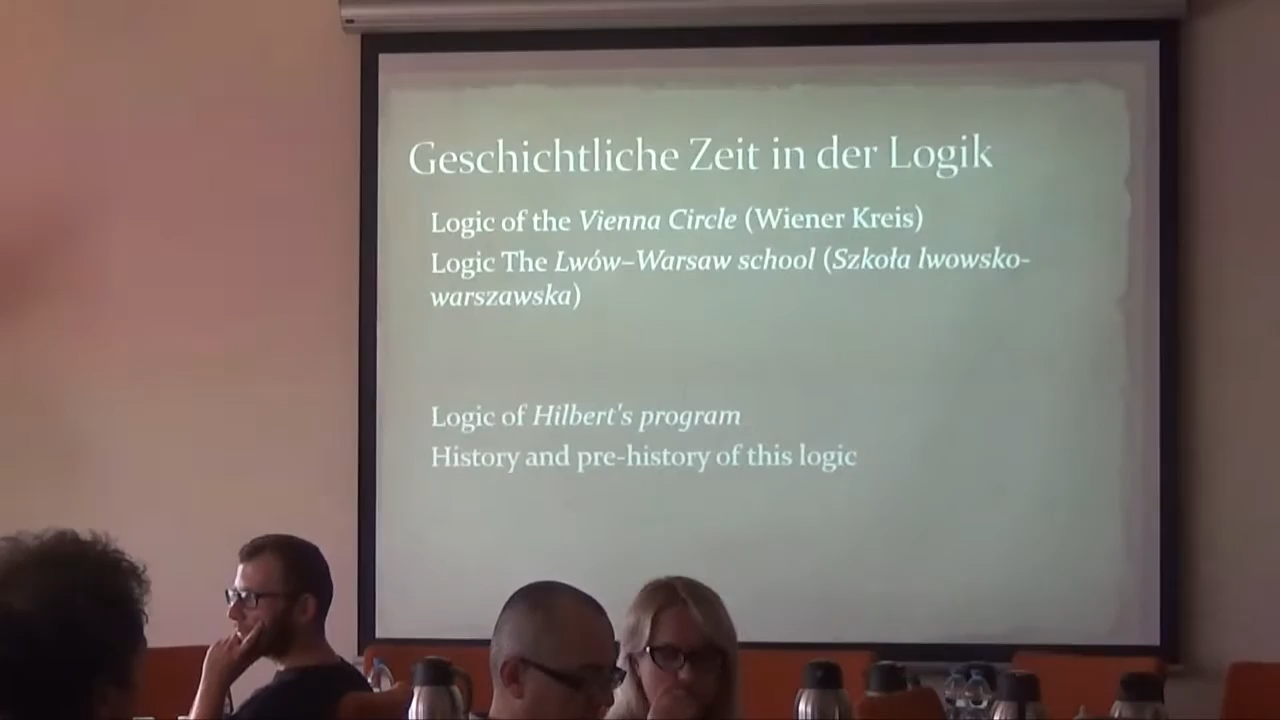 Geschichtliche Zeit in der Logik
Logic of the Vienna Circle (Wiener Kreis)
Logic The Lwów–Warsaw school (Szkoła lwowsko-
warszawska)
Logic of Hilbert's program
History and pre-history of this logic